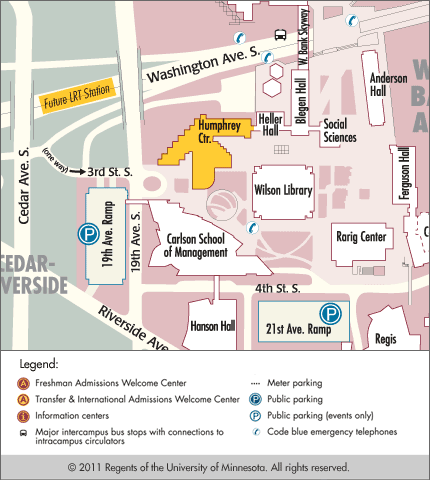 W. Bank Skyway
Washington Ave. S.
Anderson
Hall
W
BA
A
Future LRT Station
Blegen Hall
Heller
Hall
Humphrey
Ctr.
Social
Sciences
Cedar Ave. S.
(one way)
3rd St. S.
Ferguson Hall
Wilson Library
19th Ave. Ramp
P
19th Ave. S.
Carlson School
of Management
Rarig Center
C
CEDAR-
VERSIDE
4th St. S.
Riverside Ave
Hanson Hall
P
21st Ave. Ramp
Regis
Legend:
A Freshman Admissions Welcome Center
A Transfer & International Admissions Welcome Center
i Information centers
Major intercampus bus stops with connections to
intracampus circulators
Meter parking
P Public parking
P Public parking (events only)
Code blue emergency telephones
© 2011 Regents of the University of Minnesota. All rights reserved.